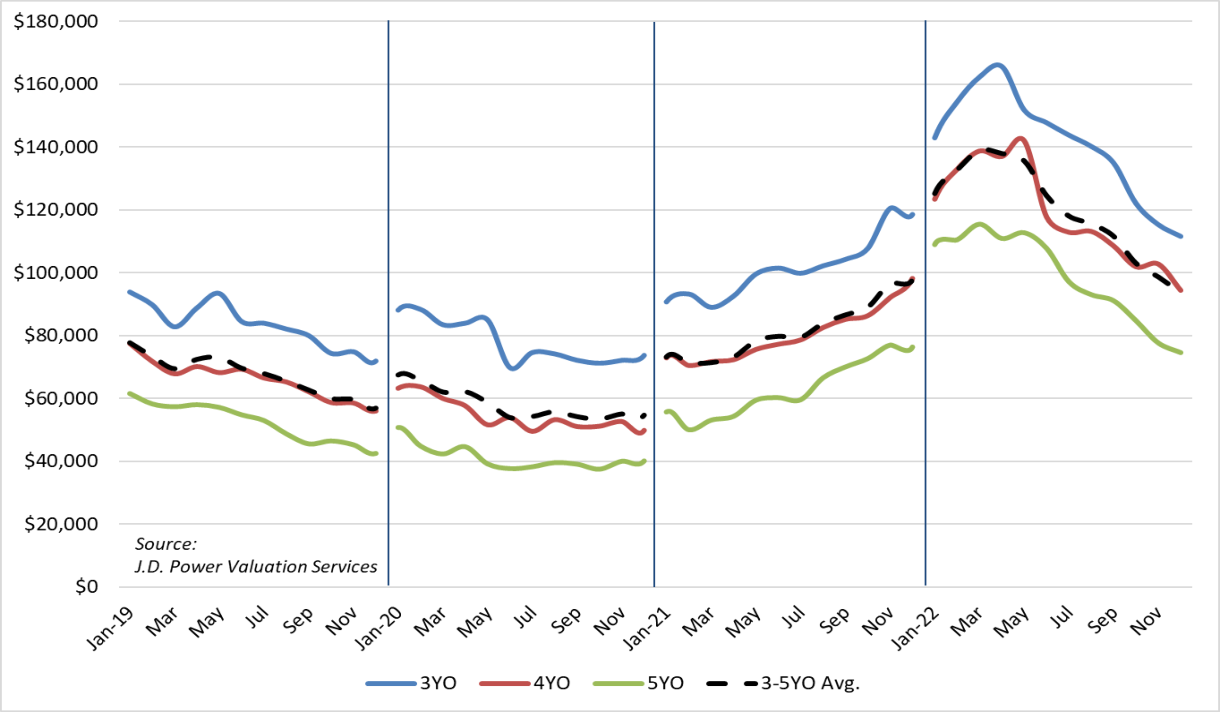 $180,000
$160,000
$140,000
$120,000
$100,000
$80,000
$60,000
$40,000
$20,000
$0
Source:
J.D. Power Valuation Services
Jan-19 Mar May Jul Sep Nov Jan-20 Mar May Jul Sep Nov Jan-21 Mar May Jul Sep Nov Jan-22 Mar May Jul Sep Nov
3YO 4YO 5YO 3-5YO Avg.